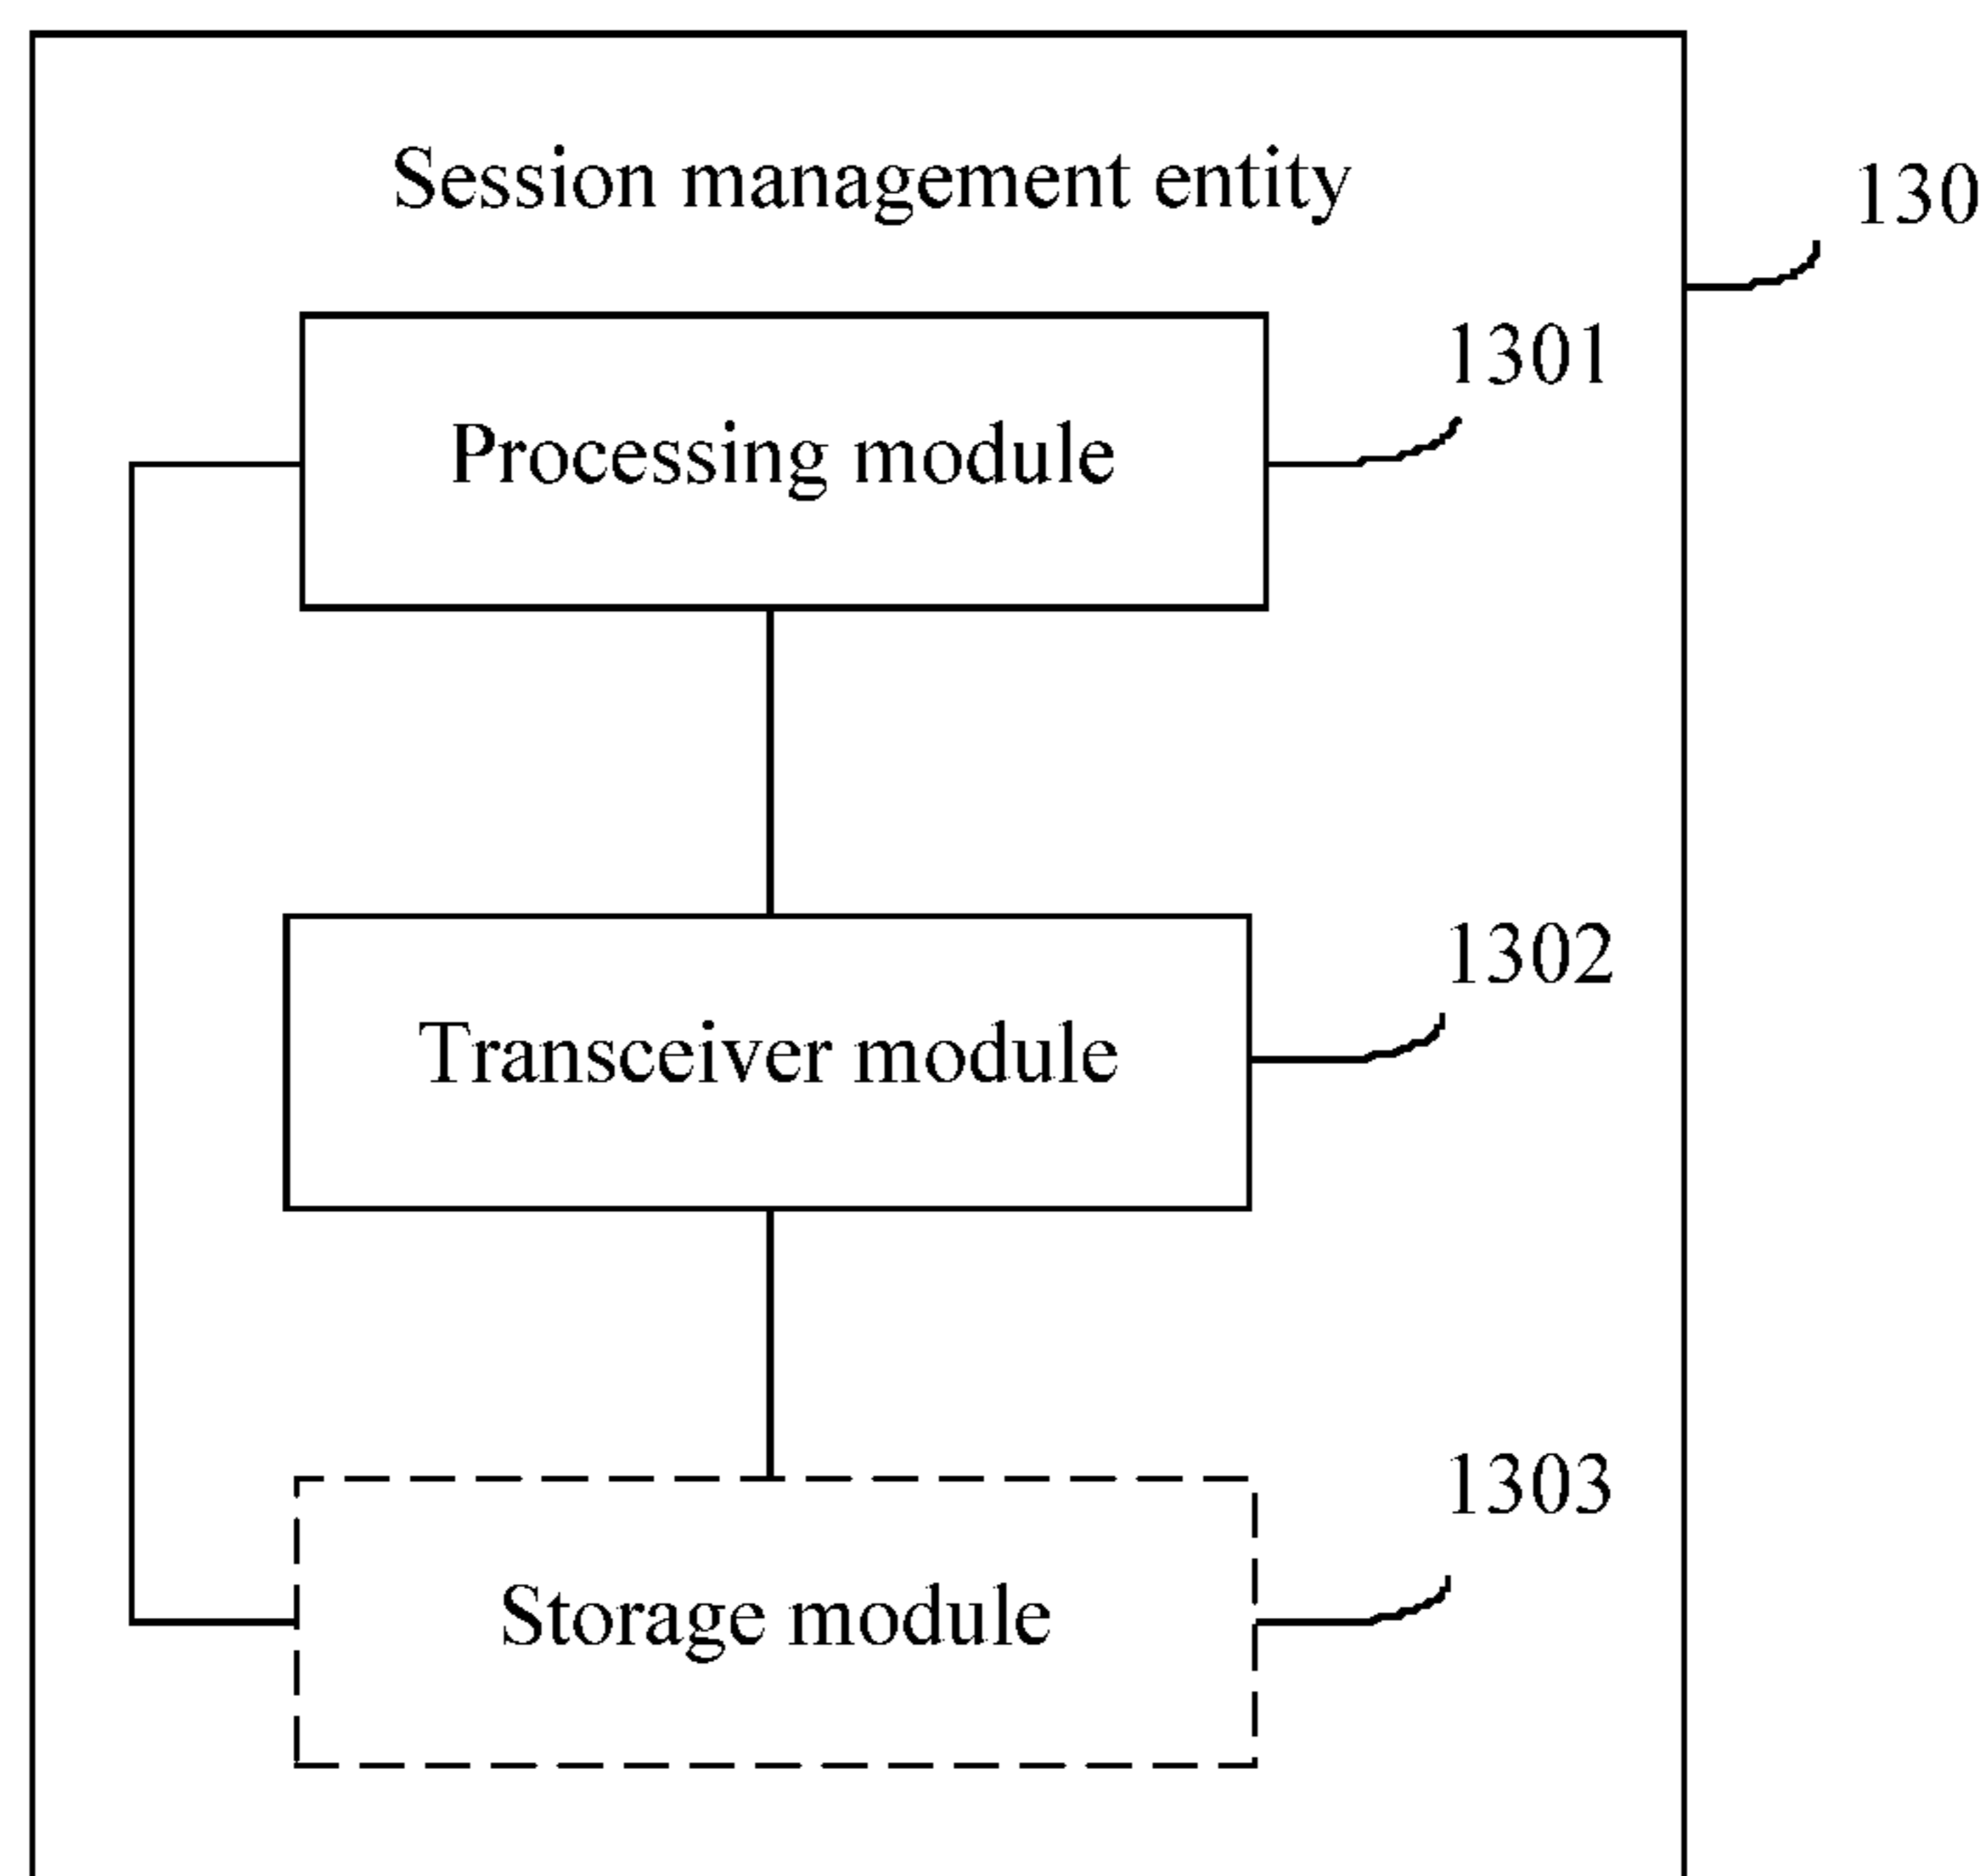 Session management entity
130
1301
Processing module
1302
Transceiver module
1303
Storage module